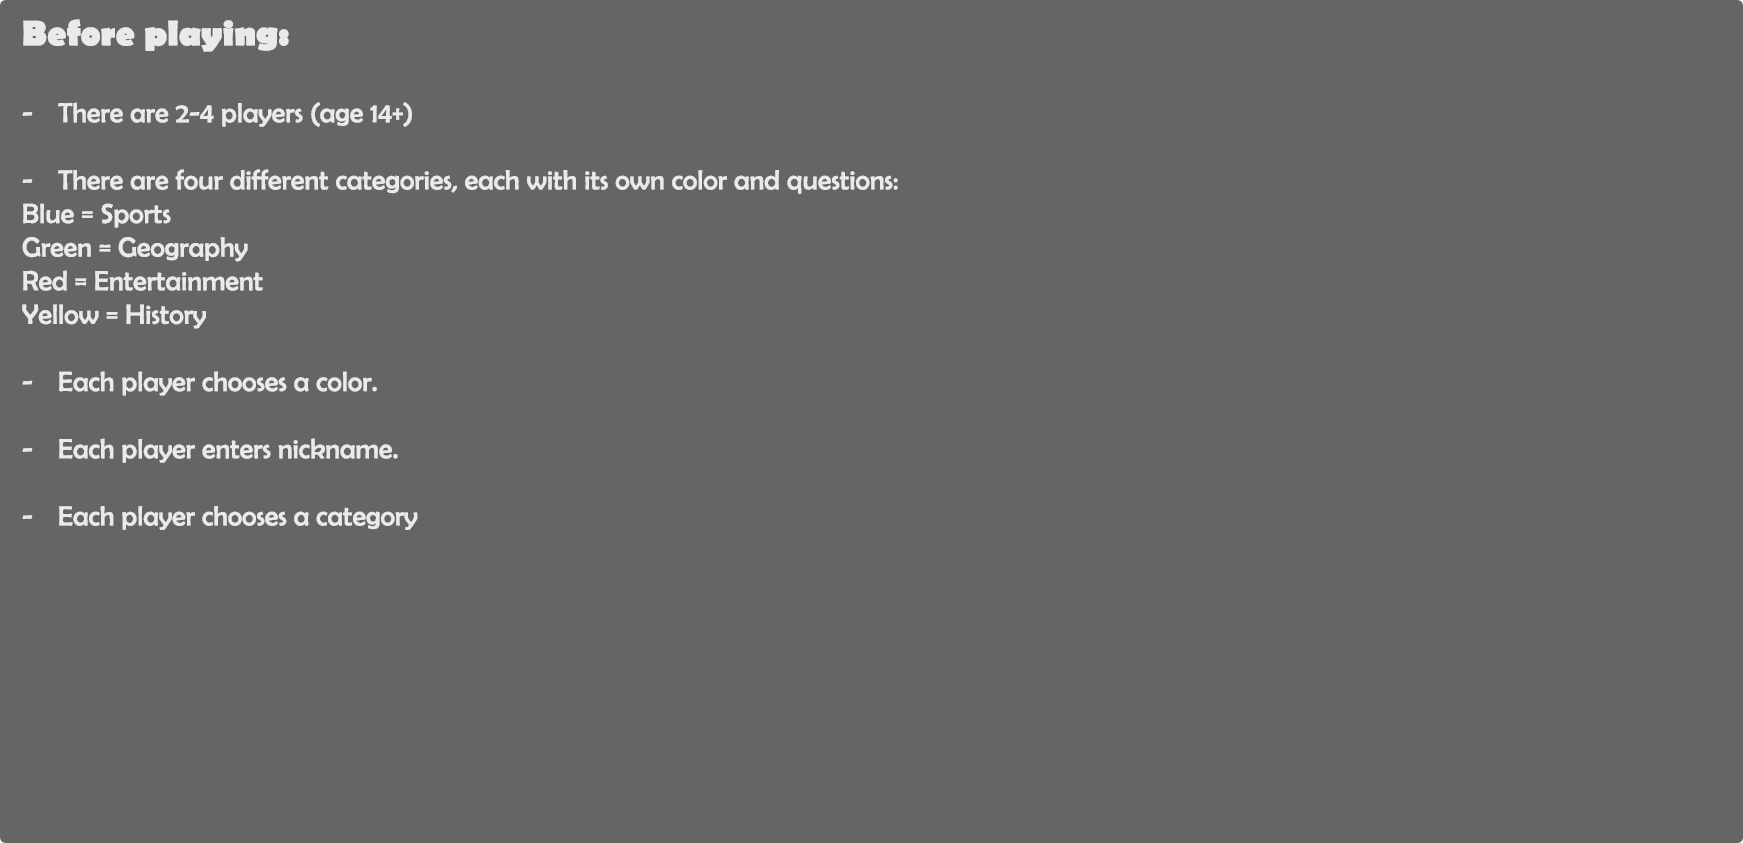 Before playing:
- There are 2-4 players (age 14+)
- There are four different categories, each with its own color and questions:
Blue = Sports
Green = Geography
Red = Entertainment
Yellow = History
- Each player chooses a color.
- Each player enters nickname.
- Each player chooses a category